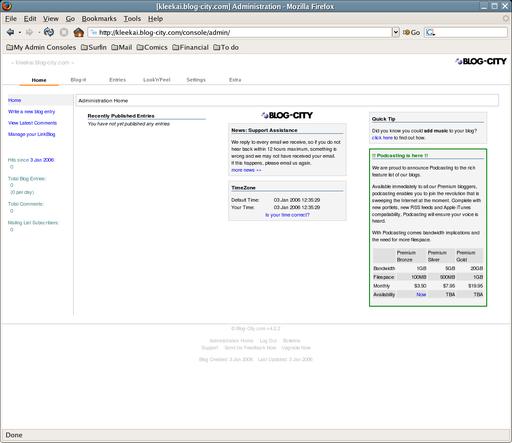 [kleekai.blog-city.com] Administration - Mozilla Firefox
File Edit View Go Bookmarks Tools Help
http://kleekai.blog-city.com/console/admin/ Go
My Admin Consoles Surfin Mail Comics Financial To do
- kleekai.blog-city.com -
BLOG-CITY
Home Blog-it Entries Look'n'Feel Settings Extra
Home
Write a new blog entry
View Latest Comments
Manage your LinkBlog
Hits since 3 Jan 2006
0
Total Blog Entries:
0
(0 per day)
Total Comments:
0
Mailing List Subscribers:
0
Administration Home
Recently Published Entries
You have not yet published any entries
BLOG-CITY
News: Support Assistance
We reply to every email we receive, so if you do not
hear back within 12 hours maximum, something is
wrong and we may not have received your email.
If this happens, please email us again.
more news >>
TimeZone
Default Time: 03 Jan 2006 12:35:29
Your Time: 03 Jan 2006 12:35:29
Is your time correct?
Quick Tip
Did you know you could add music to your blog?
click here to find out how.
!! Podcasting is here !!
We are proud to announce Podcasting to the rich
feature list of our blogs.
Available immediately to all our Premium bloggers,
podcasting enables you to join the revolution that is
sweeping the Internet at the moment. Complete with
new portlets, new RSS feeds and Apple iTunes
compatability, Podcasting will ensure your voice is
heard.
With Podcasting comes bandwidth implications and
the need for more filespace.
Premium Bronze Premium Silver Premium Gold
Bandwidth 1GB 5GB 20GB
Filespace 100MB 500MB 1GB
Monthly $3.50 $7.95 $19.95
Availability Now TBA TBA
© Blog-City.com v4.2.2
Administration Home Log Out Bulletins
Support Send Us Feedback Now Upgrade Now
Blog Created: 3 Jan 2006 Last Updated: 3 Jan 2006
Done